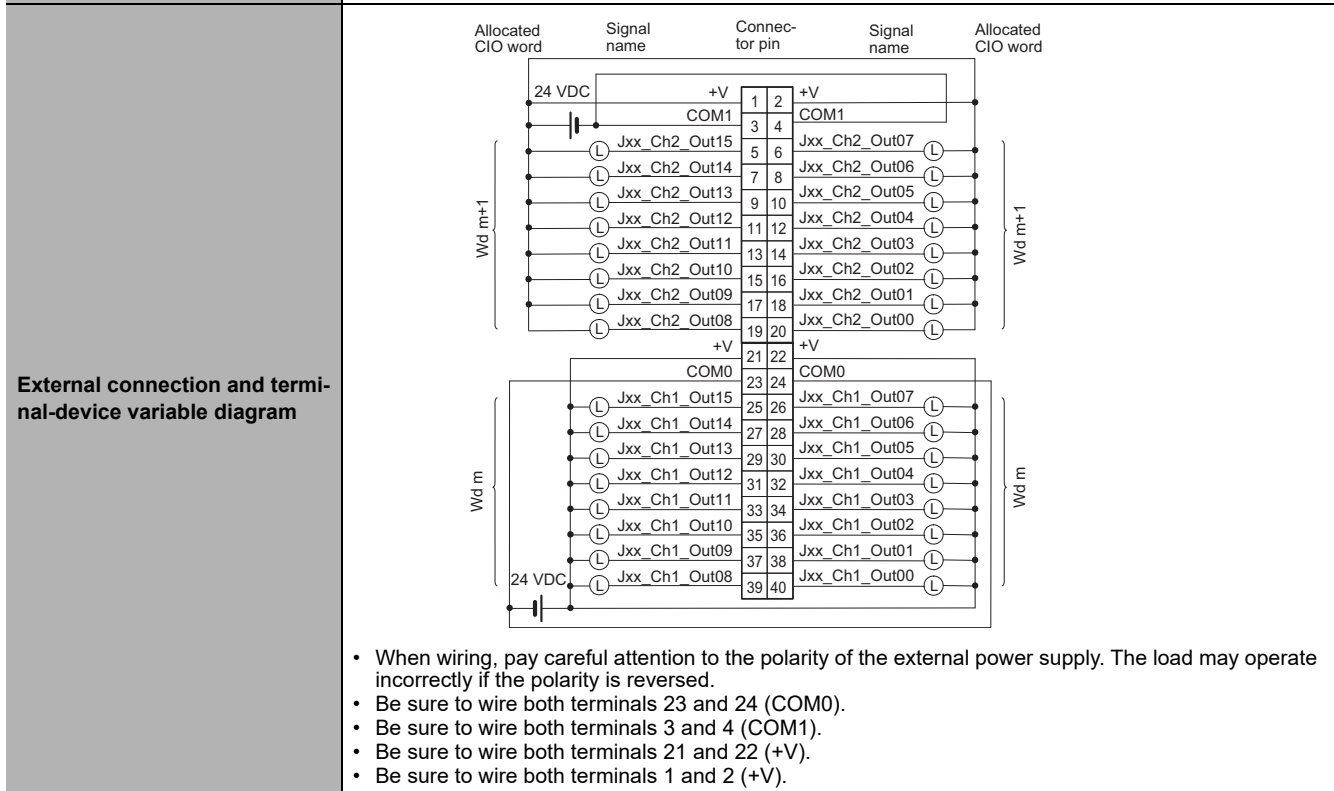 External connection and termi-
nal-device variable diagram
Allocated
CIO word
Signal
name
Connec-
tor pin
Signal
name
Allocated
CIO word
24 VDC +V 1 2 +V
COM1 3 4 COM1
L Jxx_Ch2_Out15 5 6 Jxx_Ch2_Out07 L
L Jxx_Ch2_Out14 7 8 Jxx_Ch2_Out06 L
L Jxx_Ch2_Out13 9 10 Jxx_Ch2_Out05 L
L Jxx_Ch2_Out12 11 12 Jxx_Ch2_Out04 L
L Jxx_Ch2_Out11 13 14 Jxx_Ch2_Out03 L
L Jxx_Ch2_Out10 15 16 Jxx_Ch2_Out02 L
L Jxx_Ch2_Out09 17 18 Jxx_Ch2_Out01 L
L Jxx_Ch2_Out08 19 20 Jxx_Ch2_Out00 L
Wd m+1
Wd m+1
+V 21 22 +V
COM0 23 24 COM0
L Jxx_Ch1_Out15 25 26 Jxx_Ch1_Out07 L
L Jxx_Ch1_Out14 27 28 Jxx_Ch1_Out06 L
L Jxx_Ch1_Out13 29 30 Jxx_Ch1_Out05 L
L Jxx_Ch1_Out12 31 32 Jxx_Ch1_Out04 L
L Jxx_Ch1_Out11 33 34 Jxx_Ch1_Out03 L
L Jxx_Ch1_Out10 35 36 Jxx_Ch1_Out02 L
L Jxx_Ch1_Out09 37 38 Jxx_Ch1_Out01 L
24 VDC L Jxx_Ch1_Out08 39 40 Jxx_Ch1_Out00 L
Wd m
Wd m
• When wiring, pay careful attention to the polarity of the external power supply. The load may operate
incorrectly if the polarity is reversed.
• Be sure to wire both terminals 23 and 24 (COM0).
• Be sure to wire both terminals 3 and 4 (COM1).
• Be sure to wire both terminals 21 and 22 (+V).
• Be sure to wire both terminals 1 and 2 (+V).